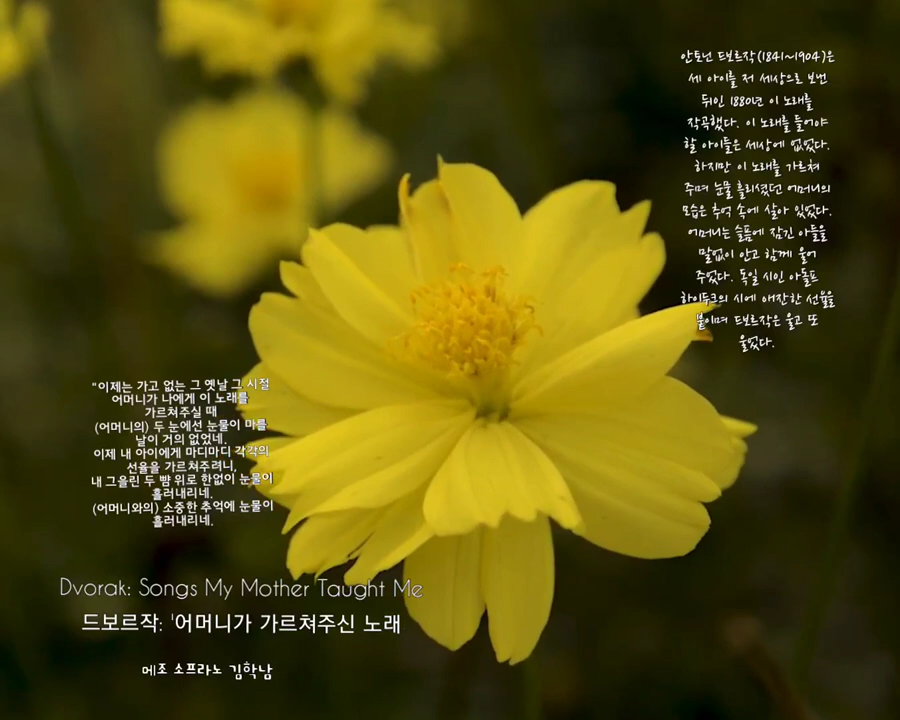 안토닌 드보르작(1841~1904)은
세 아이를 저 세상으로 보낸
뒤인 1880년 이 노래를
작곡했다. 이 노래를 들어야
할 아이들은 세상에 없었다.
하지만 이 노래를 가르쳐
주며 눈물 흘리셨던 어머니의
모습은 추억 속에 살아 있었다.
어머니는 슬픔에 잠긴 아들을
말없이 안고 함께 울어
주었다. 독일 시인 아돌프
하이두크의 시에 애잔한 선율을
붙이며 드보르작은 울고 또
울었다.
"이제는 가고 없는 그 옛날 그 시절
어머니가 나에게 이 노래를
가르쳐주실 때
(어머니의) 두 눈에선 눈물이 마를
날이 거의 없었네.
이제 내 아이에게 마디마디 각각의
선율을 가르쳐주려니,
내 그을린 두 뺨 위로 한없이 눈물이
흘러내리네.
(어머니와의) 소중한 추억에 눈물이
흘러내리네.
Dvorak: Songs My Mother Taught Me
드보르작: '어머니가 가르쳐주신 노래
메조 소프라노 김학남